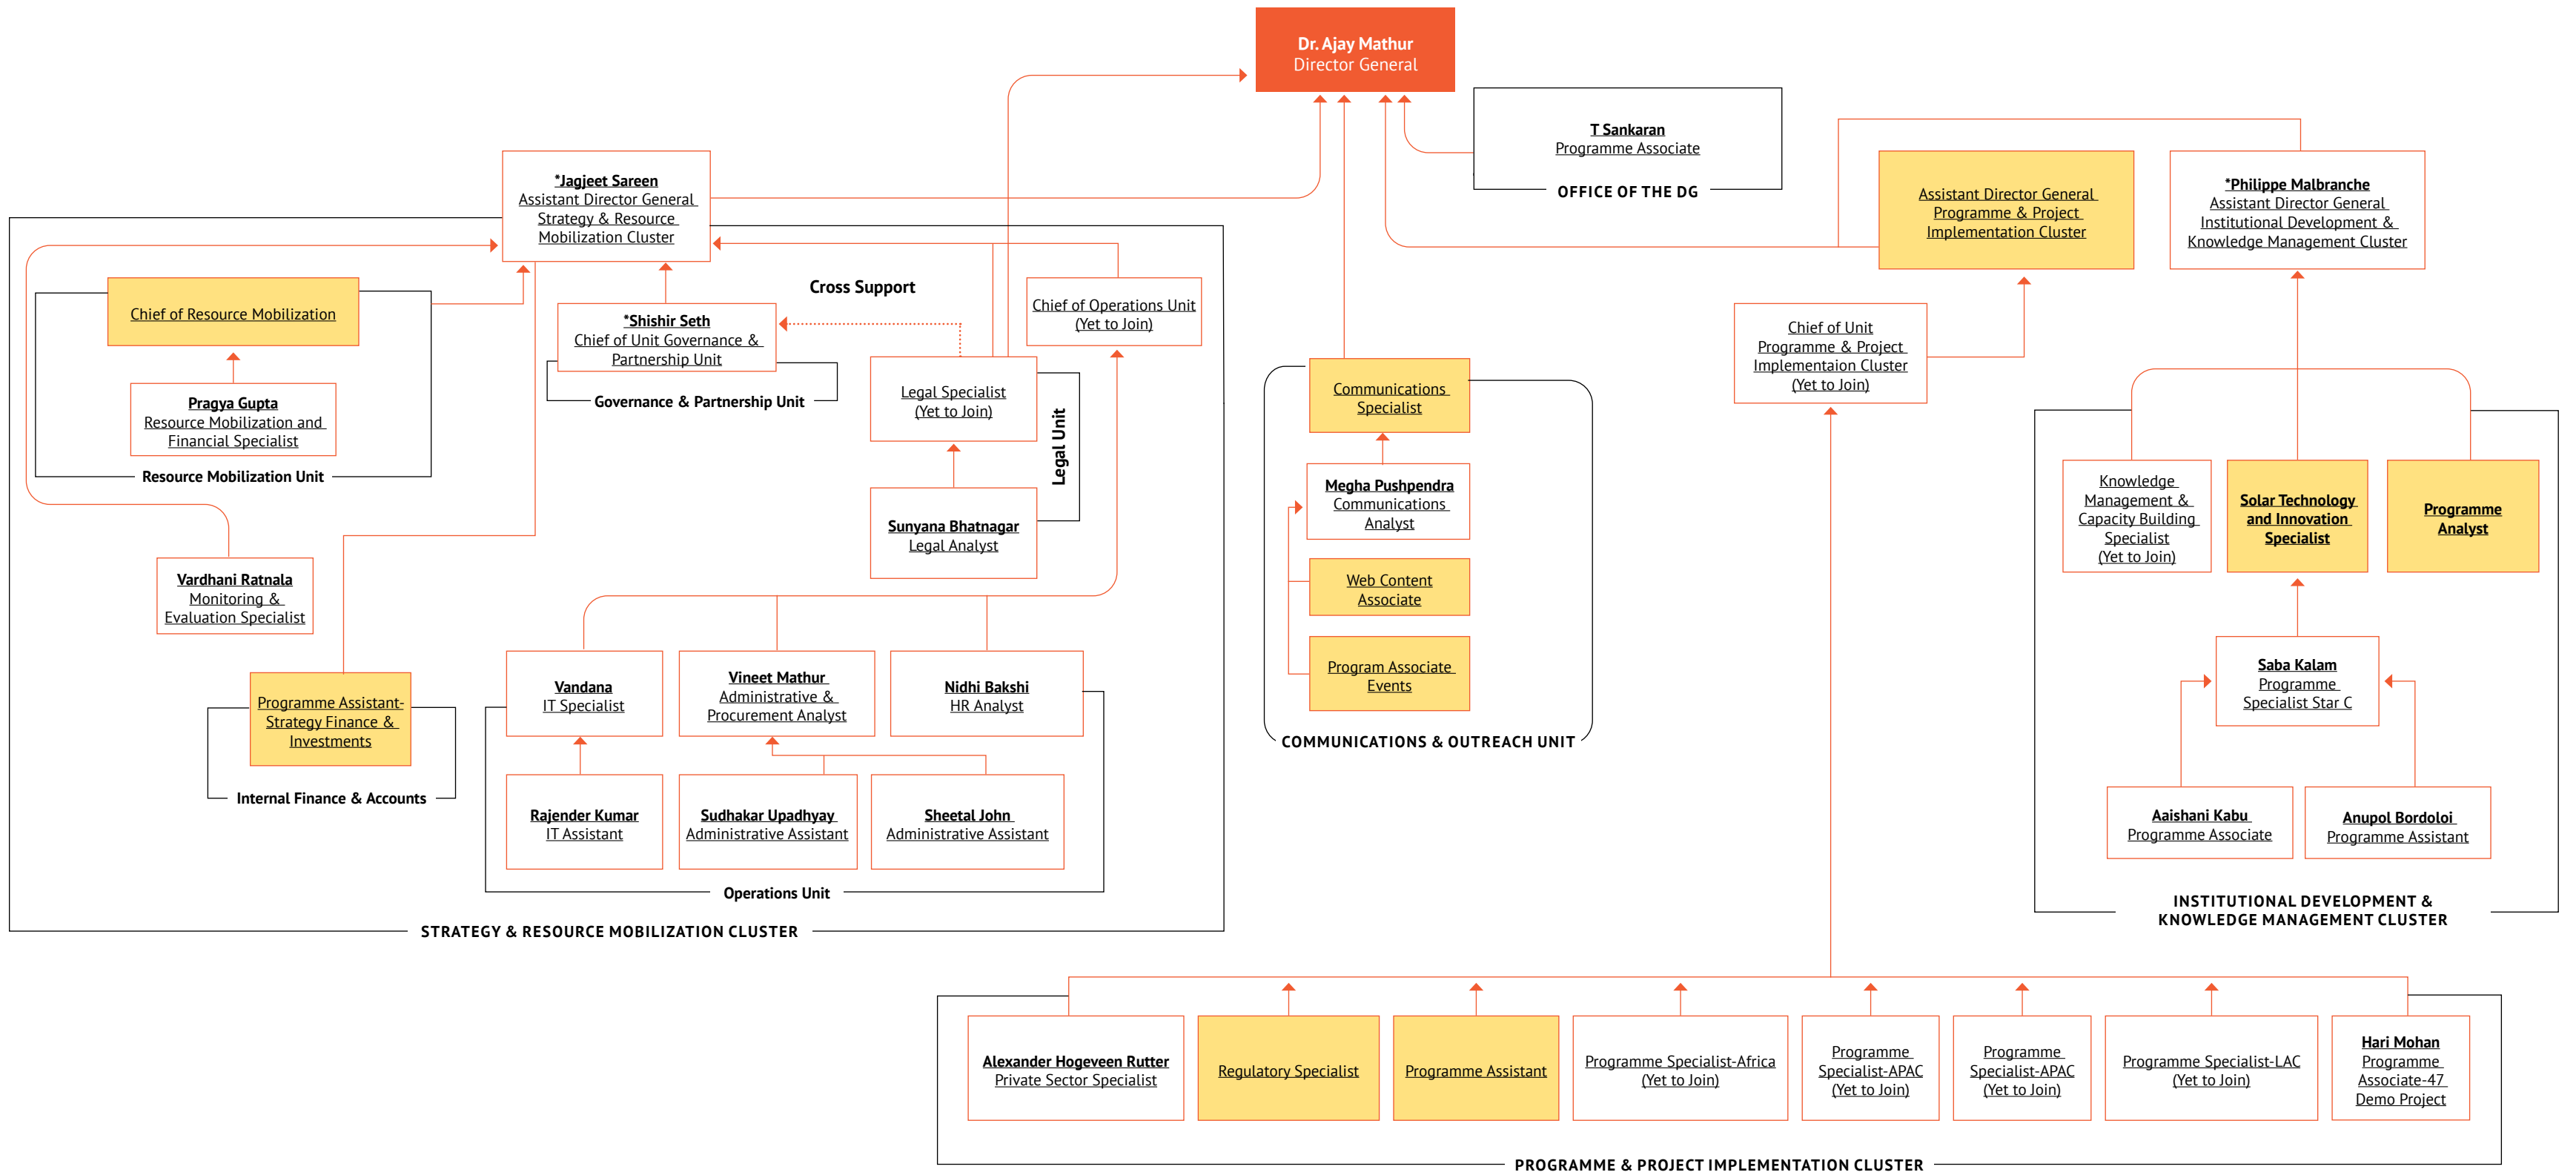 Dr. Ajay Mathur
Director General
T Sankaran
Programme Associate
OFFICE OF THE DG
*Jagjeet Sareen
Assistant Director General
Strategy & Resource
Mobilization Cluster
Assistant Director General
Programme & Project
Implementation Cluster
*Philippe Malbranche
Assistant Director General
Institutional Development &
Knowledge Management Cluster
Chief of Resource Mobilization
Pragya Gupta
Resource Mobilization and
Financial Specialist
Resource Mobilization Unit
Cross Support
*Shishir Seth
Chief of Unit Governance &
Partnership Unit
Governance & Partnership Unit
Chief of Operations Unit
(Yet to Join)
Legal Specialist
(Yet to Join)
Legal Unit
Sunyana Bhatnagar
Legal Analyst
Vardhani Ratnala
Monitoring &
Evaluation Specialist
Programme Assistant-
Strategy Finance &
Investments
Internal Finance & Accounts
Vandana
IT Specialist
Vineet Mathur
Administrative &
Procurement Analyst
Nidhi Bakshi
HR Analyst
Rajender Kumar
IT Assistant
Sudhakar Upadhyay
Administrative Assistant
Sheetal John
Administrative Assistant
Operations Unit
STRATEGY & RESOURCE MOBILIZATION CLUSTER
Communications
Specialist
Megha Pushpendra
Communications
Analyst
Web Content
Associate
Program Associate
Events
COMMUNICATIONS & OUTREACH UNIT
Chief of Unit
Programme & Project
Implementaion Cluster
(Yet to Join)
Knowledge
Management &
Capacity Building
Specialist
(Yet to Join)
Solar Technology
and Innovation
Specialist
Programme
Analyst
Saba Kalam
Programme
Specialist Star C
Aaishani Kabu
Programme Associate
Anupol Bordoloi
Programme Assistant
INSTITUTIONAL DEVELOPMENT &
KNOWLEDGE MANAGEMENT CLUSTER
Alexander Hogeveen Rutter
Private Sector Specialist
Regulatory Specialist
Programme Assistant
Programme Specialist-Africa
(Yet to Join)
Programme
Specialist-APAC
(Yet to Join)
Programme
Specialist-APAC
(Yet to Join)
Programme Specialist-LAC
(Yet to Join)
Hari Mohan
Programme
Associate-47
Demo Project
PROGRAMME & PROJECT IMPLEMENTATION CLUSTER